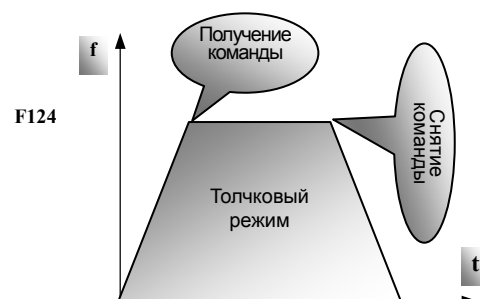 f
Получение
команды
F124
Снятие
команды
Толчковый
режим
t